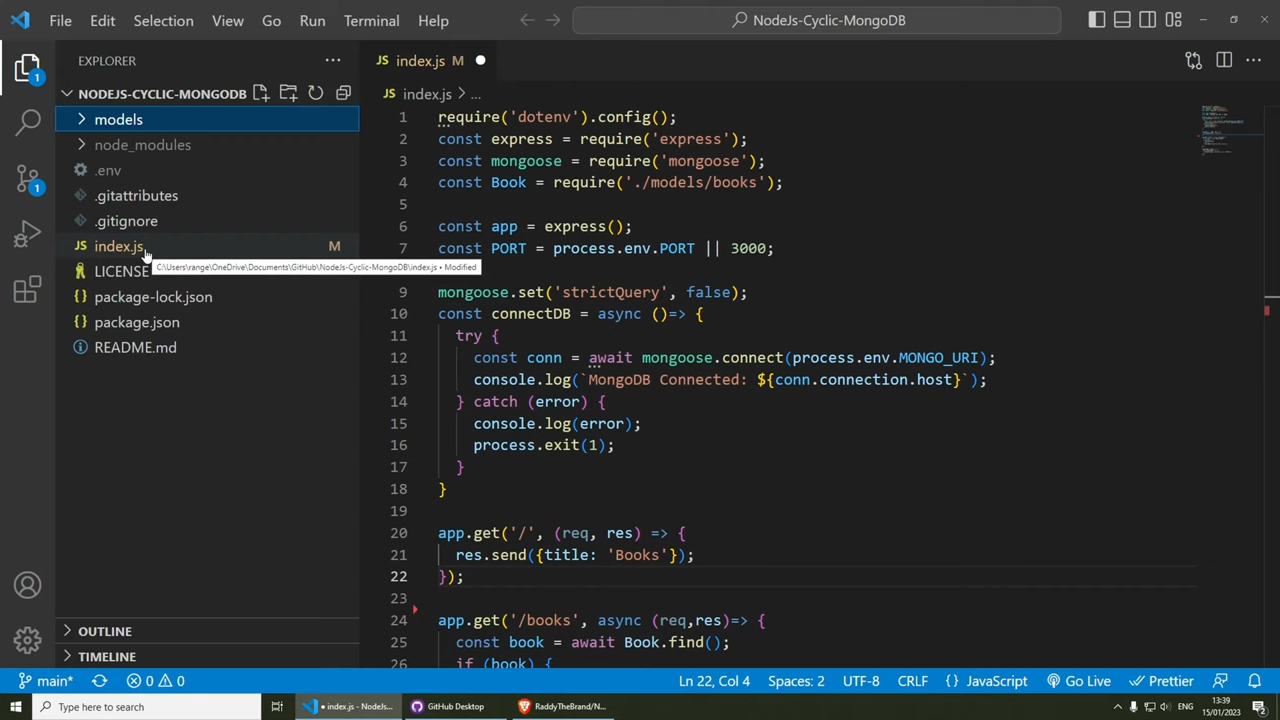 File Edit Selection View Go Run Terminal Help
NodeJs-Cyclic-MongoDB
EXPLORER
NODEJS-CYCLIC-MONGODB
models
node_modules
.env
.gitattributes
.gitignore
index.js M
C:\Users\range\OneDrive\Documents\GitHub\NodeJs-Cyclic-MongoDB\index.js • Modified
LICENSE
package-lock.json
package.json
README.md
OUTLINE
TIMELINE
1
1
JS index.js M
JS index.js > ...
1 require('dotenv').config();
2 const express = require('express');
3 const mongoose = require('mongoose');
4 const Book = require('./models/books');
5
6 const app = express();
7 const PORT = process.env.PORT || 3000;
9 mongoose.set('strictQuery', false);
10 const connectDB = async ()=> {
11 try {
12 const conn = await mongoose.connect(process.env.MONGO_URI);
13 console.log(`MongoDB Connected: ${conn.connection.host}`);
14 } catch (error) {
15 console.log(error);
16 process.exit(1);
17 }
18 }
19
20 app.get('/', (req, res) => {
21 res.send({title: 'Books'});
22 });
23
24 app.get('/books', async (req,res)=> {
25 const book = await Book.find();
26 if (book) {
main* 0 0 Ln 22, Col 4 Spaces: 2 UTF-8 CRLF {} JavaScript Go Live Prettier
Type here to search • index.js - NodeJs-... GitHub Desktop RaddyTheBrand/N... 13:39
15/01/2023 2